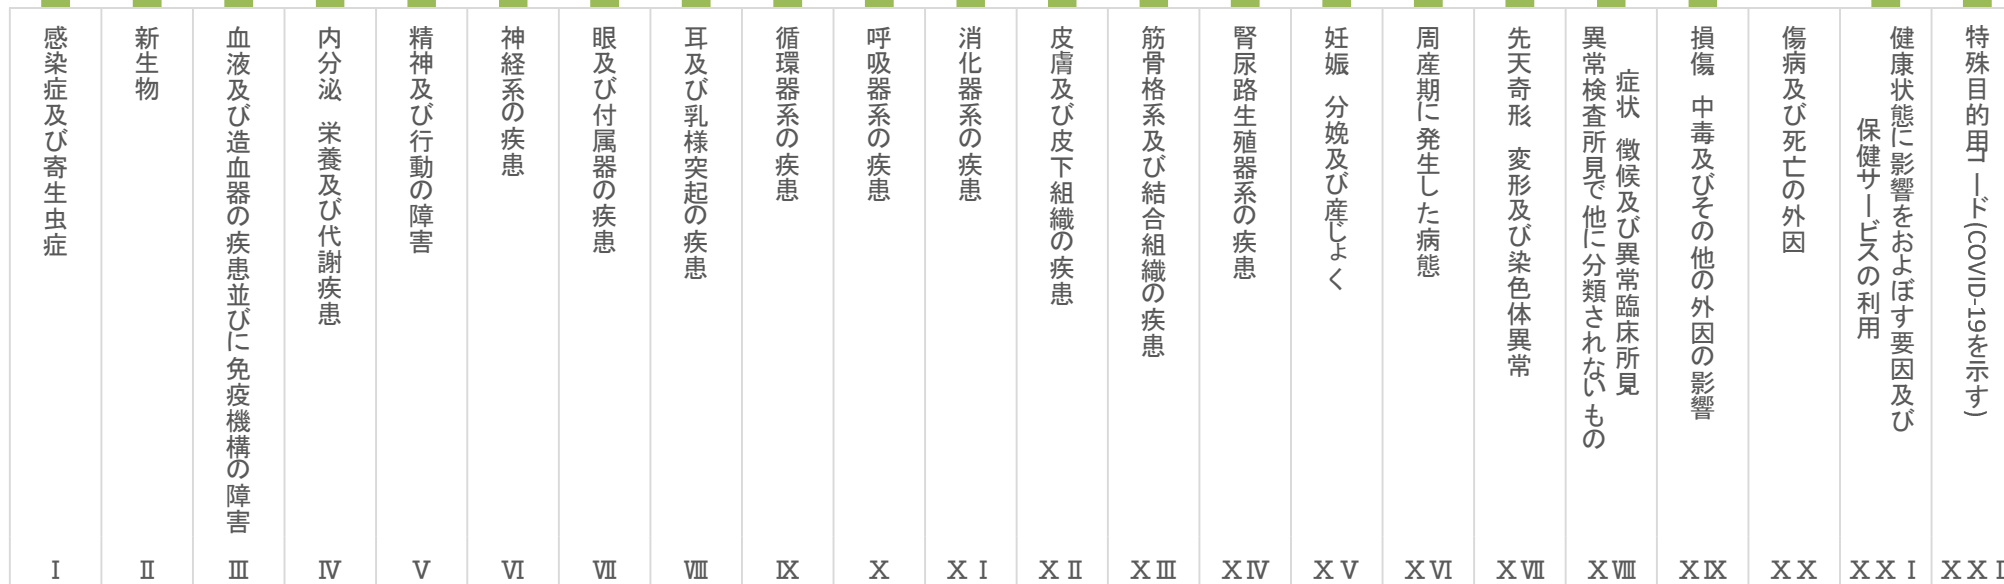 感染症及び寄生虫症
新生物
血液及び造血器の疾患並びに免疫機構の障害
内分泌、栄養及び代謝疾患
精神及び行動の障害
神経系の疾患
眼及び付属器の疾患
耳及び乳様突起の疾患
循環器系の疾患
呼吸器系の疾患
消化器系の疾患
皮膚及び皮下組織の疾患
筋骨格系及び結合組織の疾患
腎尿路生殖器系の疾患
妊娠、分娩及び産じょく
周産期に発生した病態
先天奇形、変形及び染色体異常
症状、徴候及び異常臨床所見・
異常検査所見で他に分類されないもの
損傷、中毒及びその他の外因の影響
傷病及び死亡の外因
健康状態に影響をおよぼす要因及び
保健サービスの利用
特殊目的用コード(COVID-19を示す)
Ⅰ
Ⅱ
Ⅲ
Ⅳ
Ⅴ
Ⅵ
Ⅶ
Ⅷ
Ⅸ
Ⅹ
ⅩⅠ
ⅩⅡ
ⅩⅢ
ⅩⅣ
ⅩⅤ
ⅩⅥ
ⅩⅦ
ⅩⅧ
ⅩⅨ
ⅩⅩ
ⅩⅩⅠ